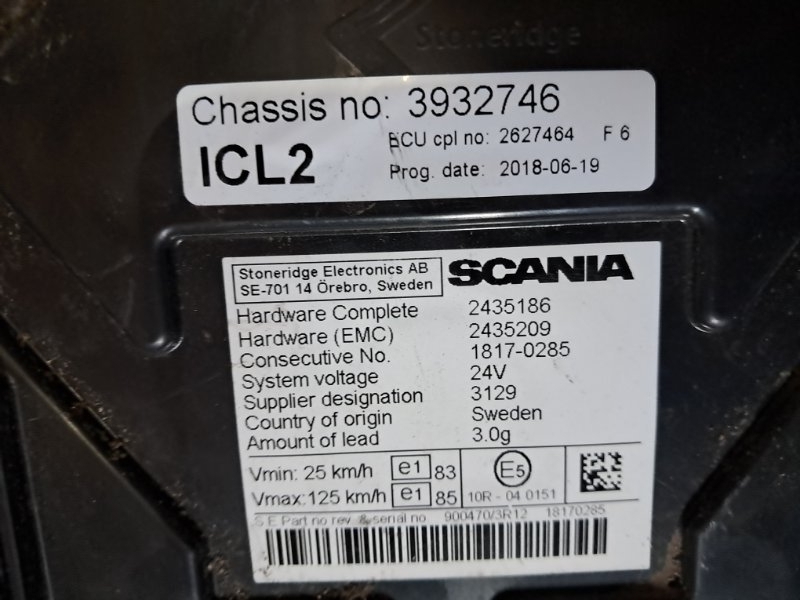 Stoneridge
Chassis no: 3932746
ICL2
ECU cpl no: 2627464 F 6
Prog. date: 2018-06-19
Stoneridge Electronics AB
SE-701 14 Örebro, Sweden
SCANIA
Hardware Complete 2435186
Hardware (EMC) 2435209
Consecutive No. 1817-0285
System voltage 24V
Supplier designation 3129
Country of origin Sweden
Amount of lead 3.0g
Vmin: 25 km/h e1 83
Vmax:125 km/h e1 85
E5
10R - 04 0151
S E Part no rev & serial no 900470/3R12 18170285